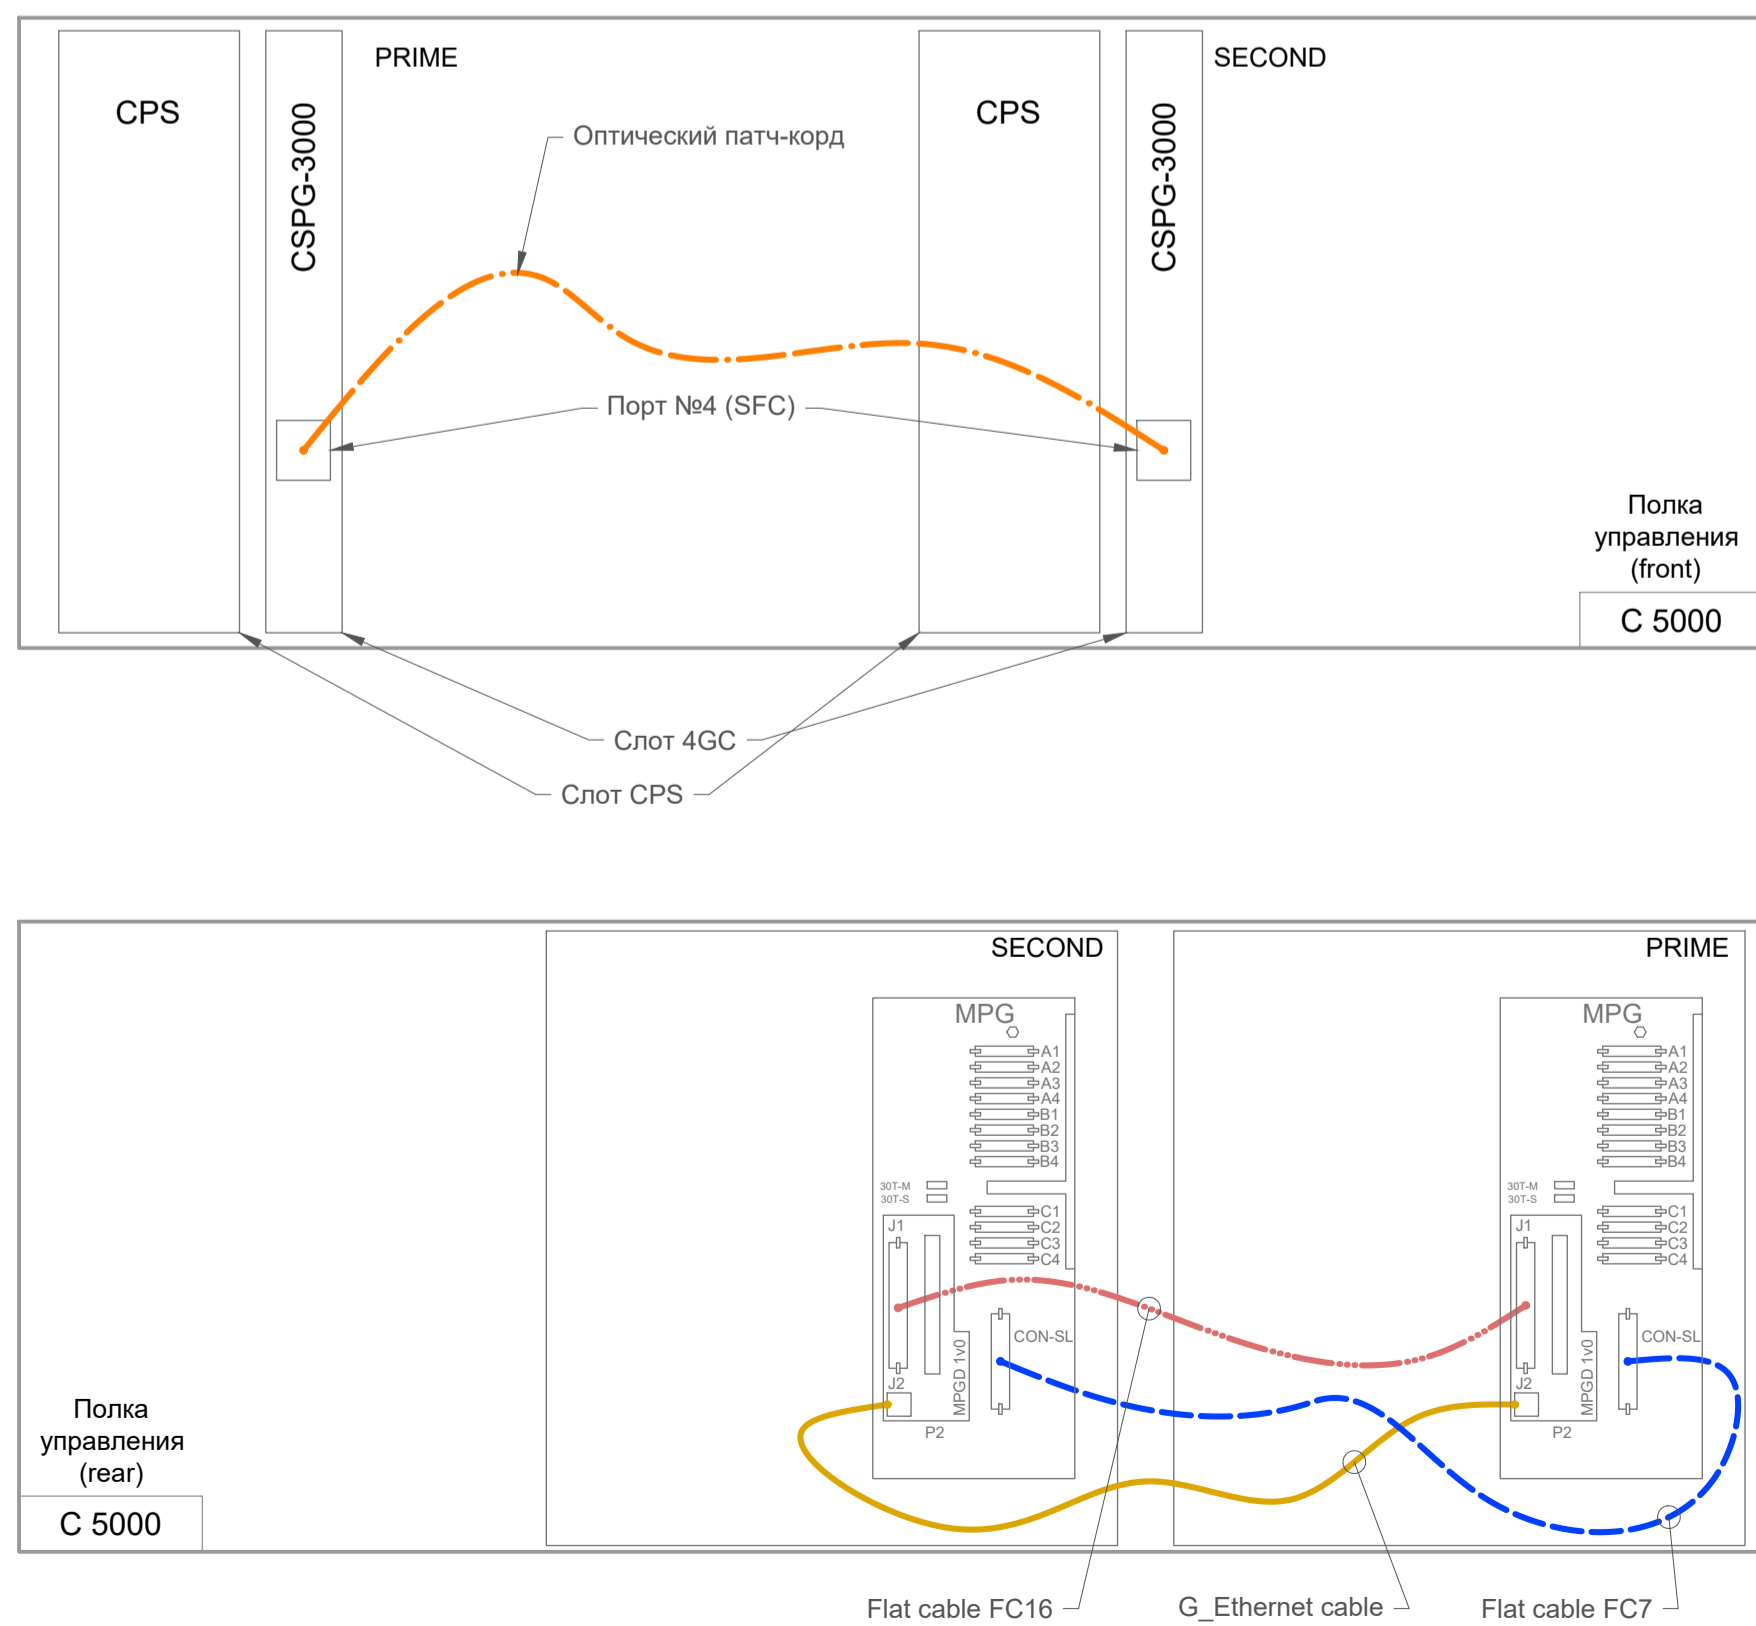 PRIME
SECOND
CPS
CSPG-3000
CPS
CSPG-3000
Оптический патч-корд
Порт №4 (SFC)
Полка
управления
(front)
C 5000
Слот 4GC
Слот CPS
SECOND
PRIME
MPG
A1
A2
A3
A4
B1
B2
B3
B4
30T-M
30T-S
C1
C2
C3
C4
J1
CON-SL
MPGD 1v0
J2
P2
MPG
A1
A2
A3
A4
B1
B2
B3
B4
30T-M
30T-S
C1
C2
C3
C4
J1
CON-SL
MPGD 1v0
J2
P2
Полка
управления
(rear)
C 5000
Flat cable FC16
G_Ethernet cable
Flat cable FC7